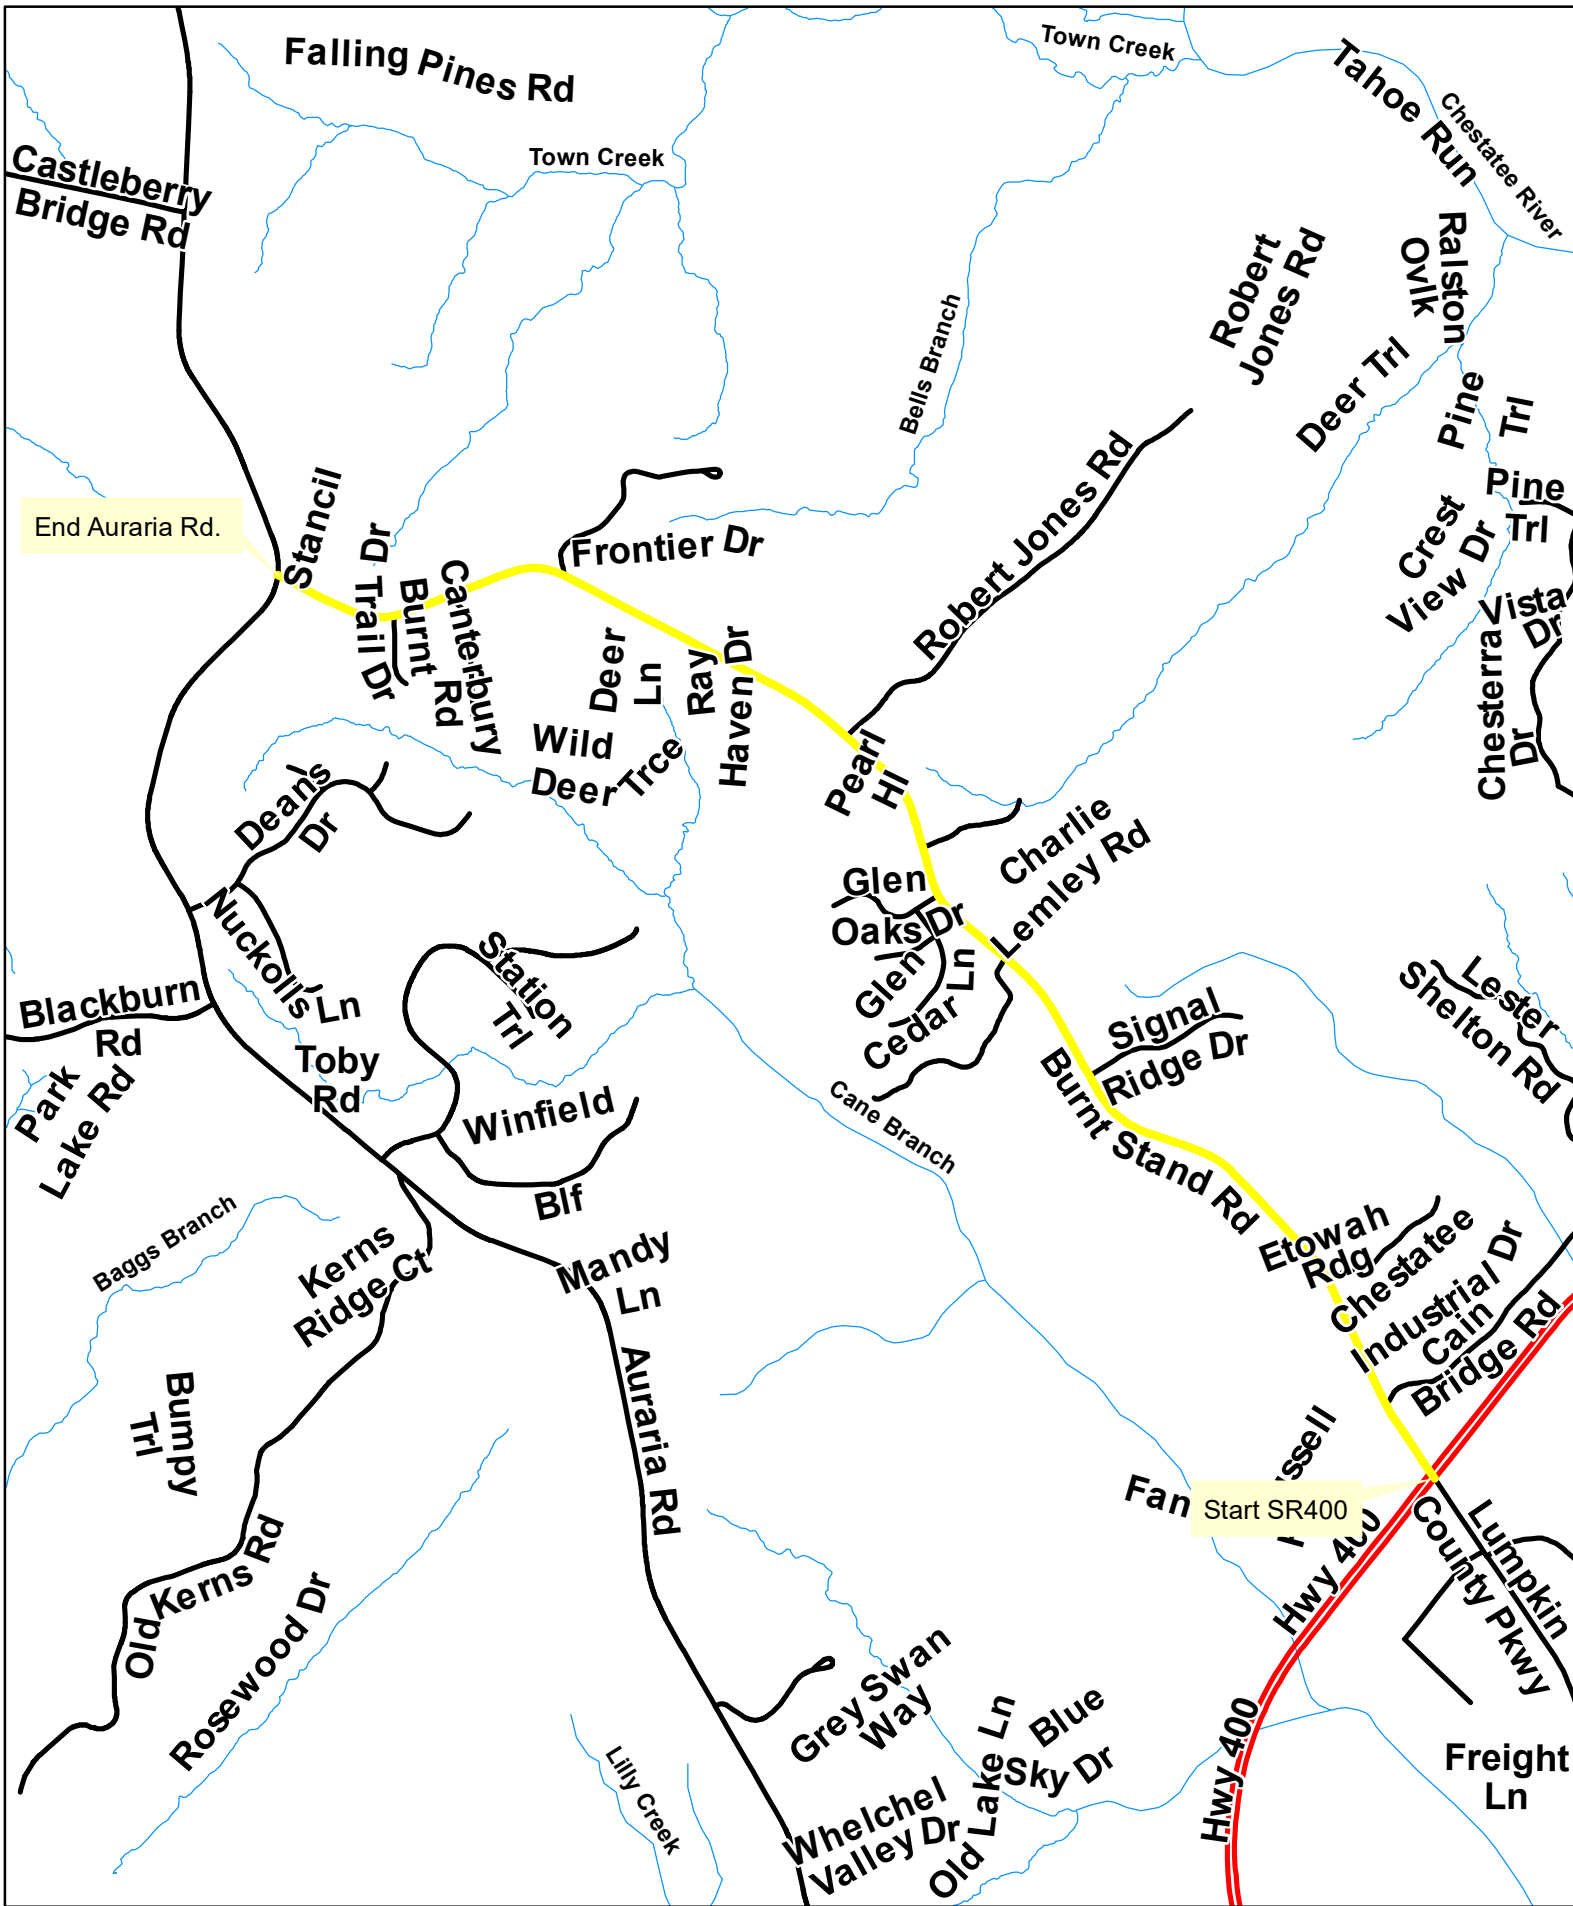 Falling Pines Rd
Town Creek
Tahoe Run
Chestatee River
Castleberry
Bridge Rd
Town Creek
Robert
Jones Rd
Ralston
Ovlk
Bells Branch
Deer Trl
Pine
Trl
Pine
Trl
Robert Jones Rd
Crest
View Dr
Stancil
Dr
End Auraria Rd.
Frontier Dr
Trail Dr
Burnt
Rd
Canterbury
Vista
Dr
Chesterra
Dr
Deer
Ln
Ray
Haven Dr
Wild
Deer Trce
Pearl
Hl
Deans
Dr
Charlie
Lemley Rd
Glen
Oaks Dr
Glen
Cedar Ln
Nuckolls Ln
Station
Trl
Blackburn
Rd
Toby
Rd
Park
Lake Rd
Signal
Ridge Dr
Lester
Shelton Rd
Winfield
Blf
Cane Branch
Burnt Stand Rd
Baggs Branch
Kerns
Ridge Ct
Mandy
Ln
Etowah
Rdg
Chestatee
Industrial Dr
Cain
Bridge Rd
Bumpy
Trl
Auraria Rd
Fan
ssell
Start SR400
Hwy 400
Lumpkin
County Pkwy
Old Kerns Rd
Rosewood Dr
Grey Swan
Way
Blue
Sky Dr
Hwy 400
Freight
Ln
Lilly Creek
Whelchel
Valley Dr
Old Lake Ln